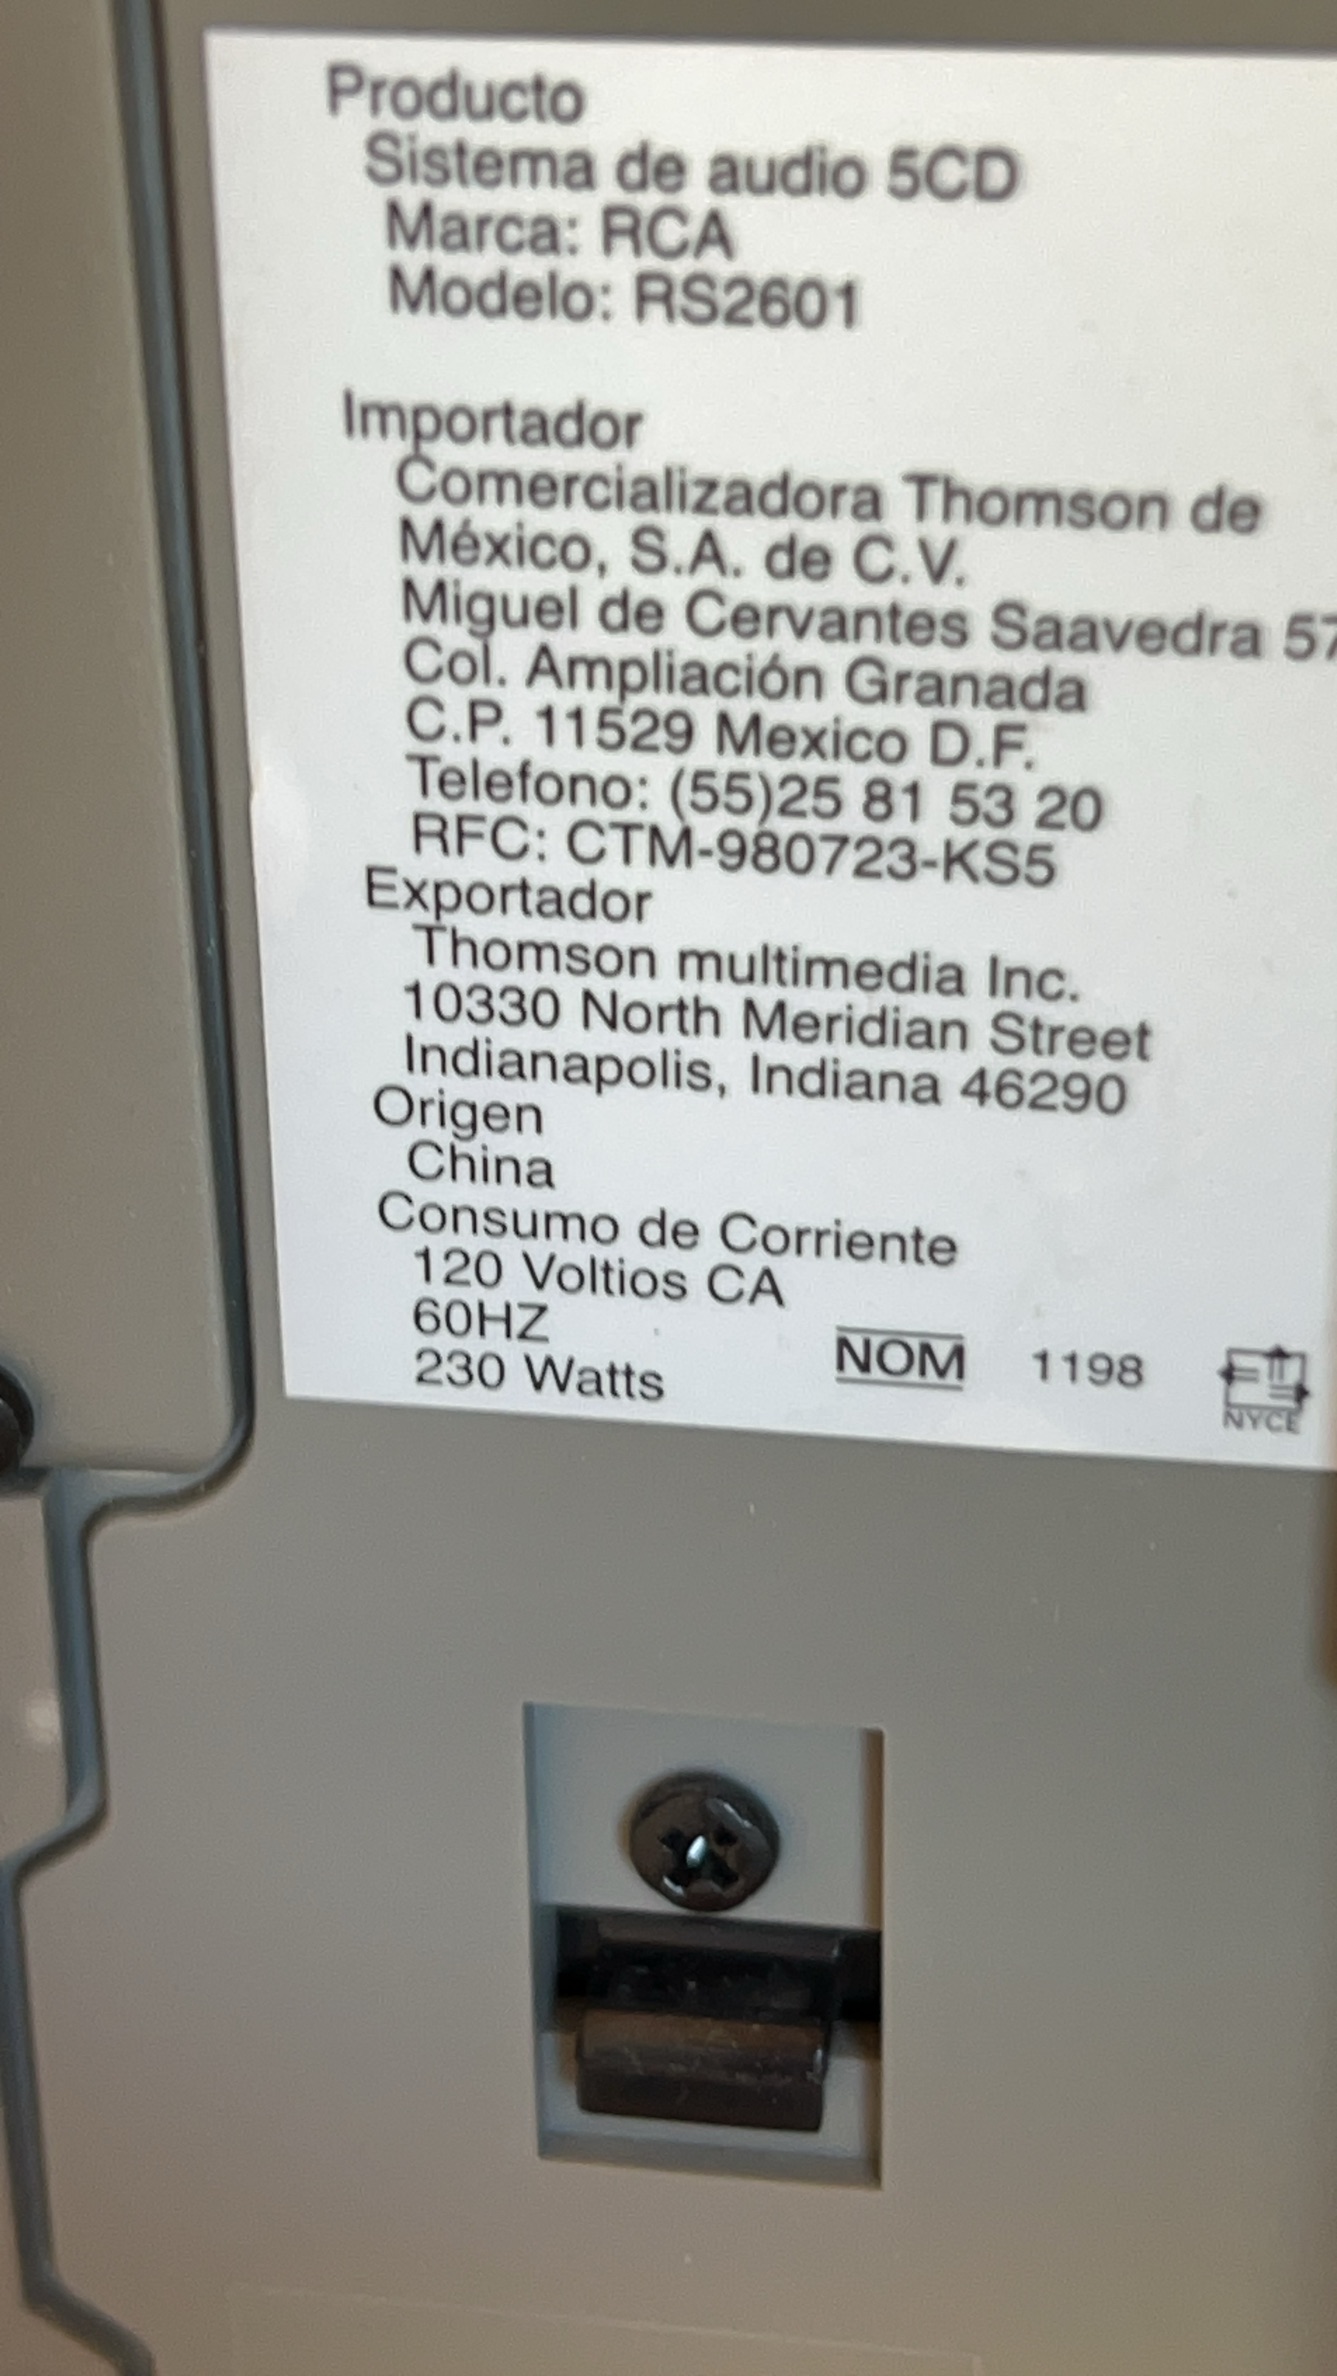 Producto
Sistema de audio 5CD
Marca: RCA
Modelo: RS2601
Importador
Comercializadora Thomson de
México, S.A. de C.V.
Miguel de Cervantes Saavedra 57
Col. Ampliación Granada
C.P. 11529 Mexico D.F.
Telefono: (55)25 81 53 20
RFC: CTM-980723-KS5
Exportador
Thomson multimedia Inc.
10330 North Meridian Street
Indianapolis, Indiana 46290
Origen
China
Consumo de Corriente
120 Voltios CA
60HZ
230 Watts
NOM 1198
NYCE